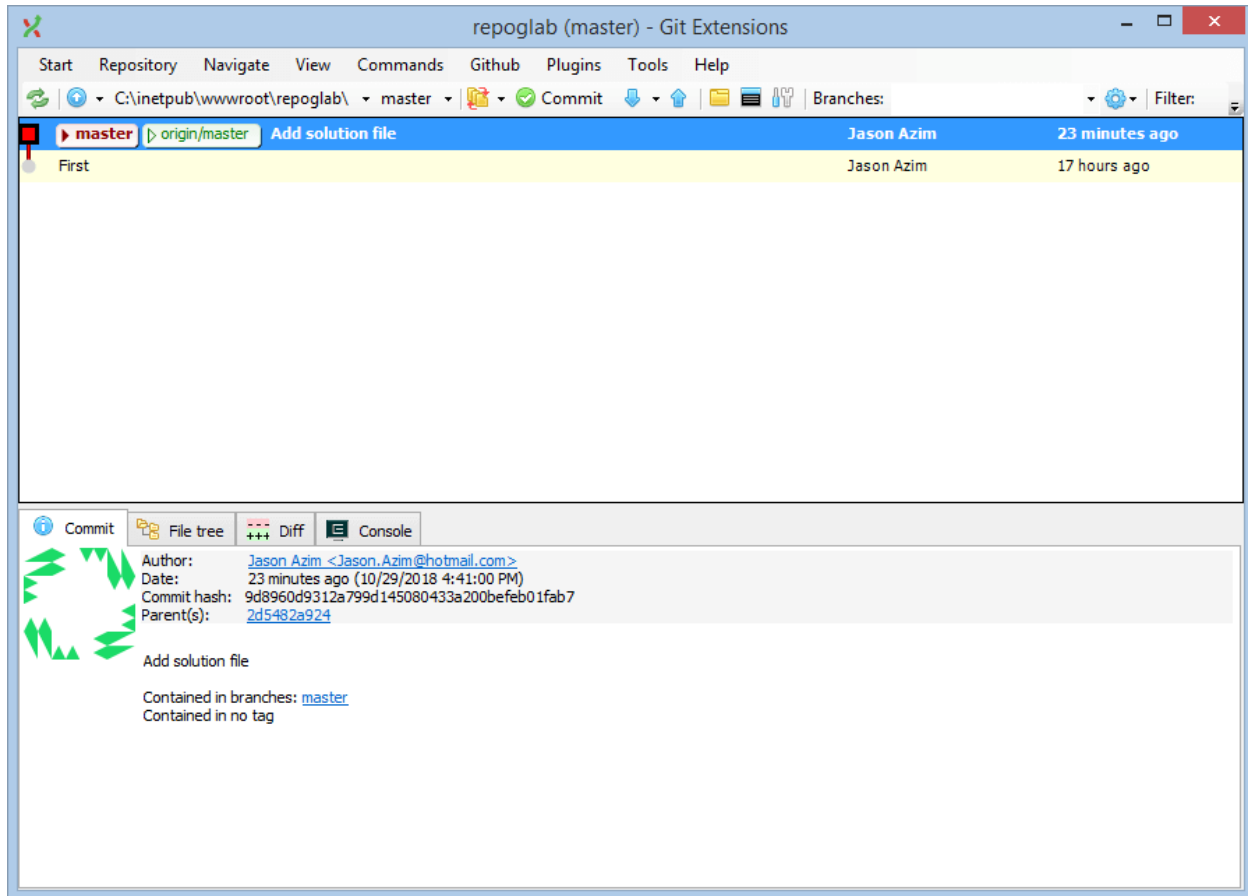 repoglab (master) - Git Extensions
Start Repository Navigate View Commands Github Plugins Tools Help
C:\inetpub\wwwroot\repoglab\ master Commit Branches: Filter:
master origin/master Add solution file Jason Azim 23 minutes ago
First Jason Azim 17 hours ago
Commit File tree Diff Console
Author: Jason Azim <Jason.Azim@hotmail.com>
Date: 23 minutes ago (10/29/2018 4:41:00 PM)
Commit hash: 9d8960d9312a799d145080433a200befeb01fab7
Parent(s): 2d5482a924
Add solution file
Contained in branches: master
Contained in no tag